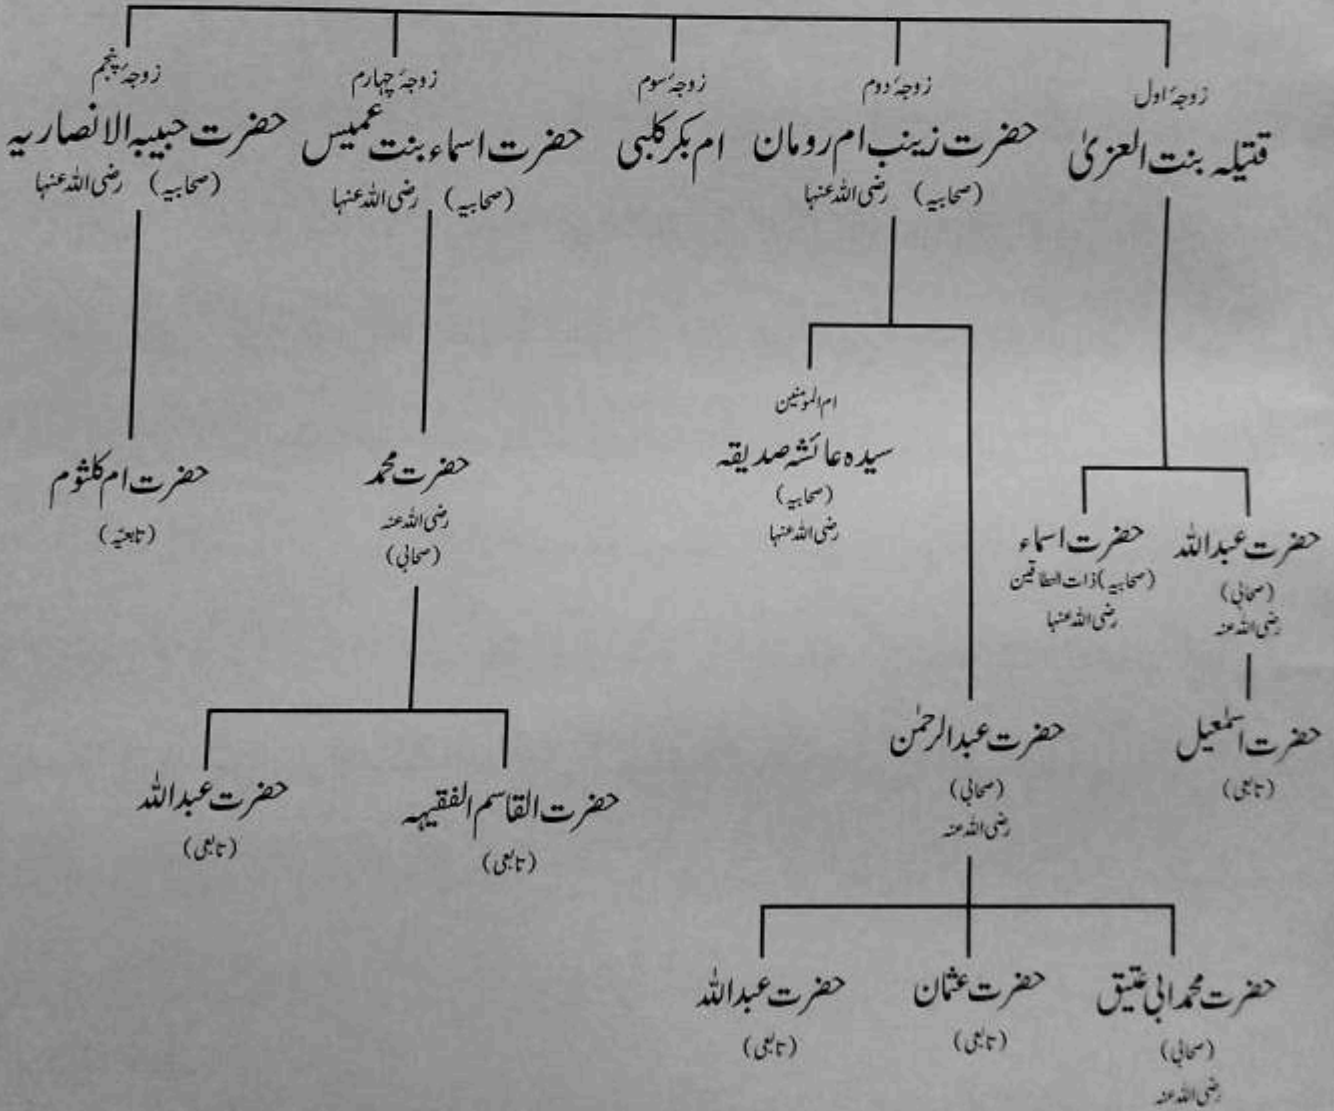 زوجۂ اول
قتیلہ بنت العزیٰ
زوجۂ دوم
حضرت زینب ام رومان
(صحابیہ) رضی اللہ عنہا
زوجۂ سوم
ام بکر کلبی
زوجۂ چہارم
حضرت اسماء بنت عمیس
(صحابیہ) رضی اللہ عنہا
زوجۂ پنجم
حضرت حبیبہ الانصاریہ
(صحابیہ) رضی اللہ عنہا
حضرت عبداللہ
(صحابی)
رضی اللہ عنہ
حضرت اسماء
(صحابیہ) ذات النطاقین
رضی اللہ عنہا
ام المومنین
سیدہ عائشہ صدیقہ
(صحابیہ)
رضی اللہ عنہا
حضرت محمد
رضی اللہ عنہ
(صحابی)
حضرت ام کلثوم
(تابعیہ)
حضرت اسمٰعیل
(تابعی)
حضرت عبدالرحمٰن
(صحابی)
رضی اللہ عنہ
حضرت القاسم الفقیہہ
(تابعی)
حضرت عبداللہ
(تابعی)
حضرت محمد ابی عتیق
(صحابی)
رضی اللہ عنہ
حضرت عثمان
(تابعی)
حضرت عبداللہ
(تابعی)